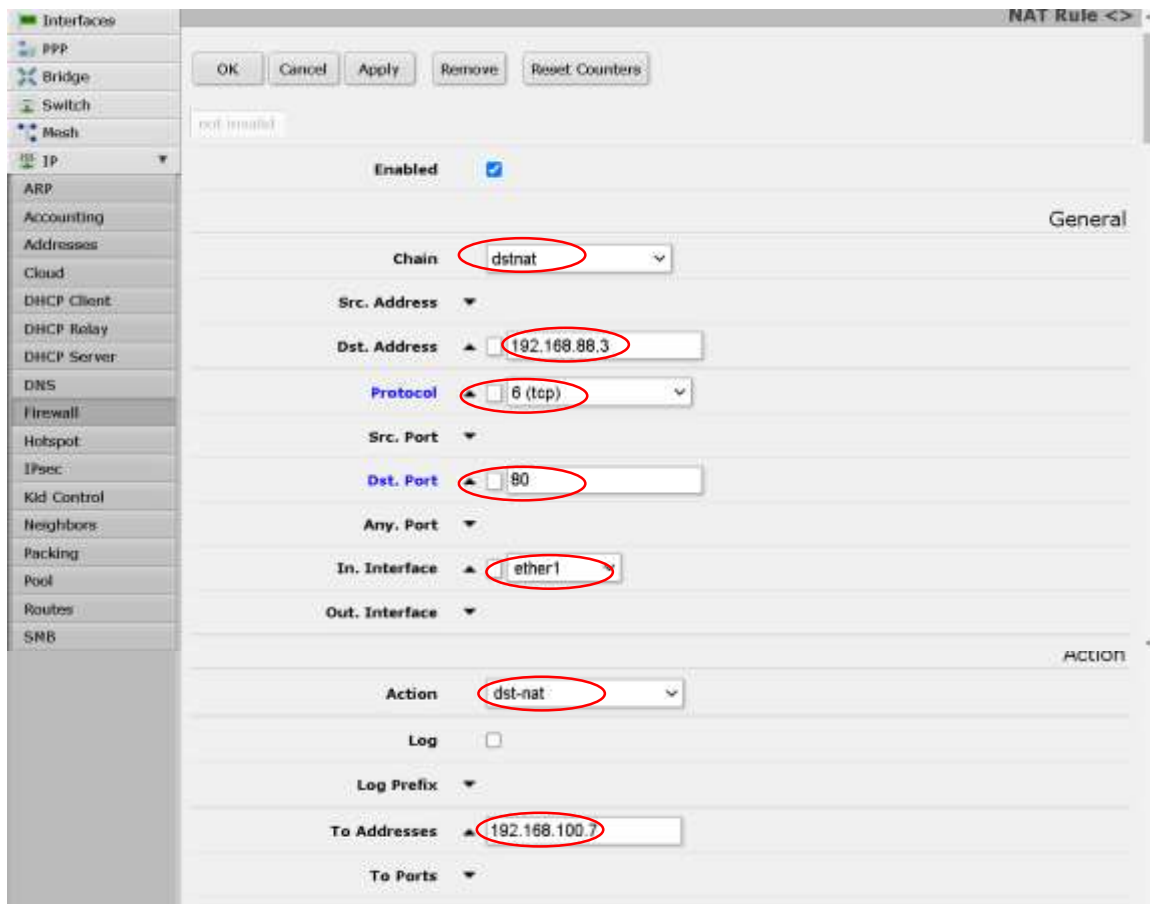 NAT Rule <>
Interfaces
PPP
Bridge
Switch
Mesh
IP
ARP
Accounting
Addresses
Cloud
DHCP Client
DHCP Relay
DHCP Server
DNS
Firewall
Hotspot
IPsec
Kid Control
Neighbors
Packing
Pool
Routes
SMB
OK Cancel Apply Remove Reset Counters
not invalid
Enabled
General
Chain dstnat
Src. Address
Dst. Address 192.168.88.3
Protocol 6 (tcp)
Src. Port
Dst. Port 80
Any. Port
In. Interface ether1
Out. Interface
Action
Action dst-nat
Log
Log Prefix
To Addresses 192.168.100.7
To Ports